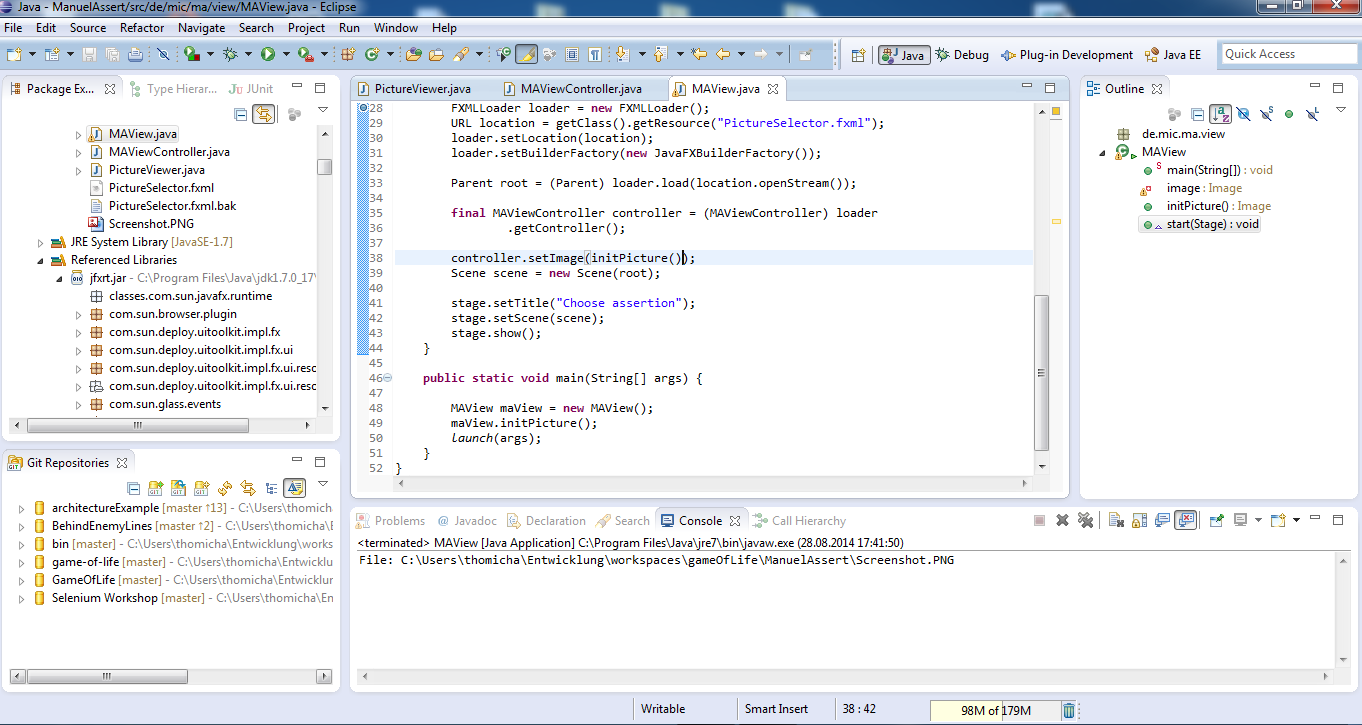 Java - ManuelAssert/src/de/mic/ma/view/MAView.java - Eclipse
File Edit Source Refactor Navigate Search Project Run Window Help
Java Debug Plug-in Development Java EE Quick Access
Package Ex... Type Hierar... JUnit
MAView.java
MAViewController.java
PictureViewer.java
PictureSelector.fxml
PictureSelector.fxml.bak
Screenshot.PNG
JRE System Library [JavaSE-1.7]
Referenced Libraries
jfxrt.jar - C:\Program Files\Java\jdk1.7.0_17\
classes.com.sun.javafx.runtime
com.sun.browser.plugin
com.sun.deploy.uitoolkit.impl.fx
com.sun.deploy.uitoolkit.impl.fx.ui
com.sun.deploy.uitoolkit.impl.fx.ui.resc
com.sun.deploy.uitoolkit.impl.fx.ui.resc
com.sun.glass.events
Git Repositories
architectureExample [master ↑13] - C:\Users\thomich
BehindEnemyLines [master ↑2] - C:\Users\thomicha\E
bin [master] - C:\Users\thomicha\Entwicklung\works
game-of-life [master] - C:\Users\thomicha\Entwicklu
GameOfLife [master] - C:\Users\thomicha\Entwicklur
Selenium Workshop [master] - C:\Users\thomicha\En
PictureViewer.java MAViewController.java MAView.java
28 FXMLLoader loader = new FXMLLoader();
29 URL location = getClass().getResource("PictureSelector.fxml");
30 loader.setLocation(location);
31 loader.setBuilderFactory(new JavaFXBuilderFactory());
32
33 Parent root = (Parent) loader.load(location.openStream());
34
35 final MAViewController controller = (MAViewController) loader
36 .getController();
37
38 controller.setImage(initPicture());
39 Scene scene = new Scene(root);
40
41 stage.setTitle("Choose assertion");
42 stage.setScene(scene);
43 stage.show();
44 }
45
46 public static void main(String[] args) {
47
48 MAView maView = new MAView();
49 maView.initPicture();
50 launch(args);
51 }
52 }
Outline
de.mic.ma.view
MAView
main(String[]) : void
image : Image
initPicture() : Image
start(Stage) : void
Problems Javadoc Declaration Search Console Call Hierarchy
<terminated> MAView [Java Application] C:\Program Files\Java\jre7\bin\javaw.exe (28.08.2014 17:41:50)
File: C:\Users\thomicha\Entwicklung\workspaces\gameOfLife\ManuelAssert\Screenshot.PNG
Writable Smart Insert 38 : 42 98M of 179M